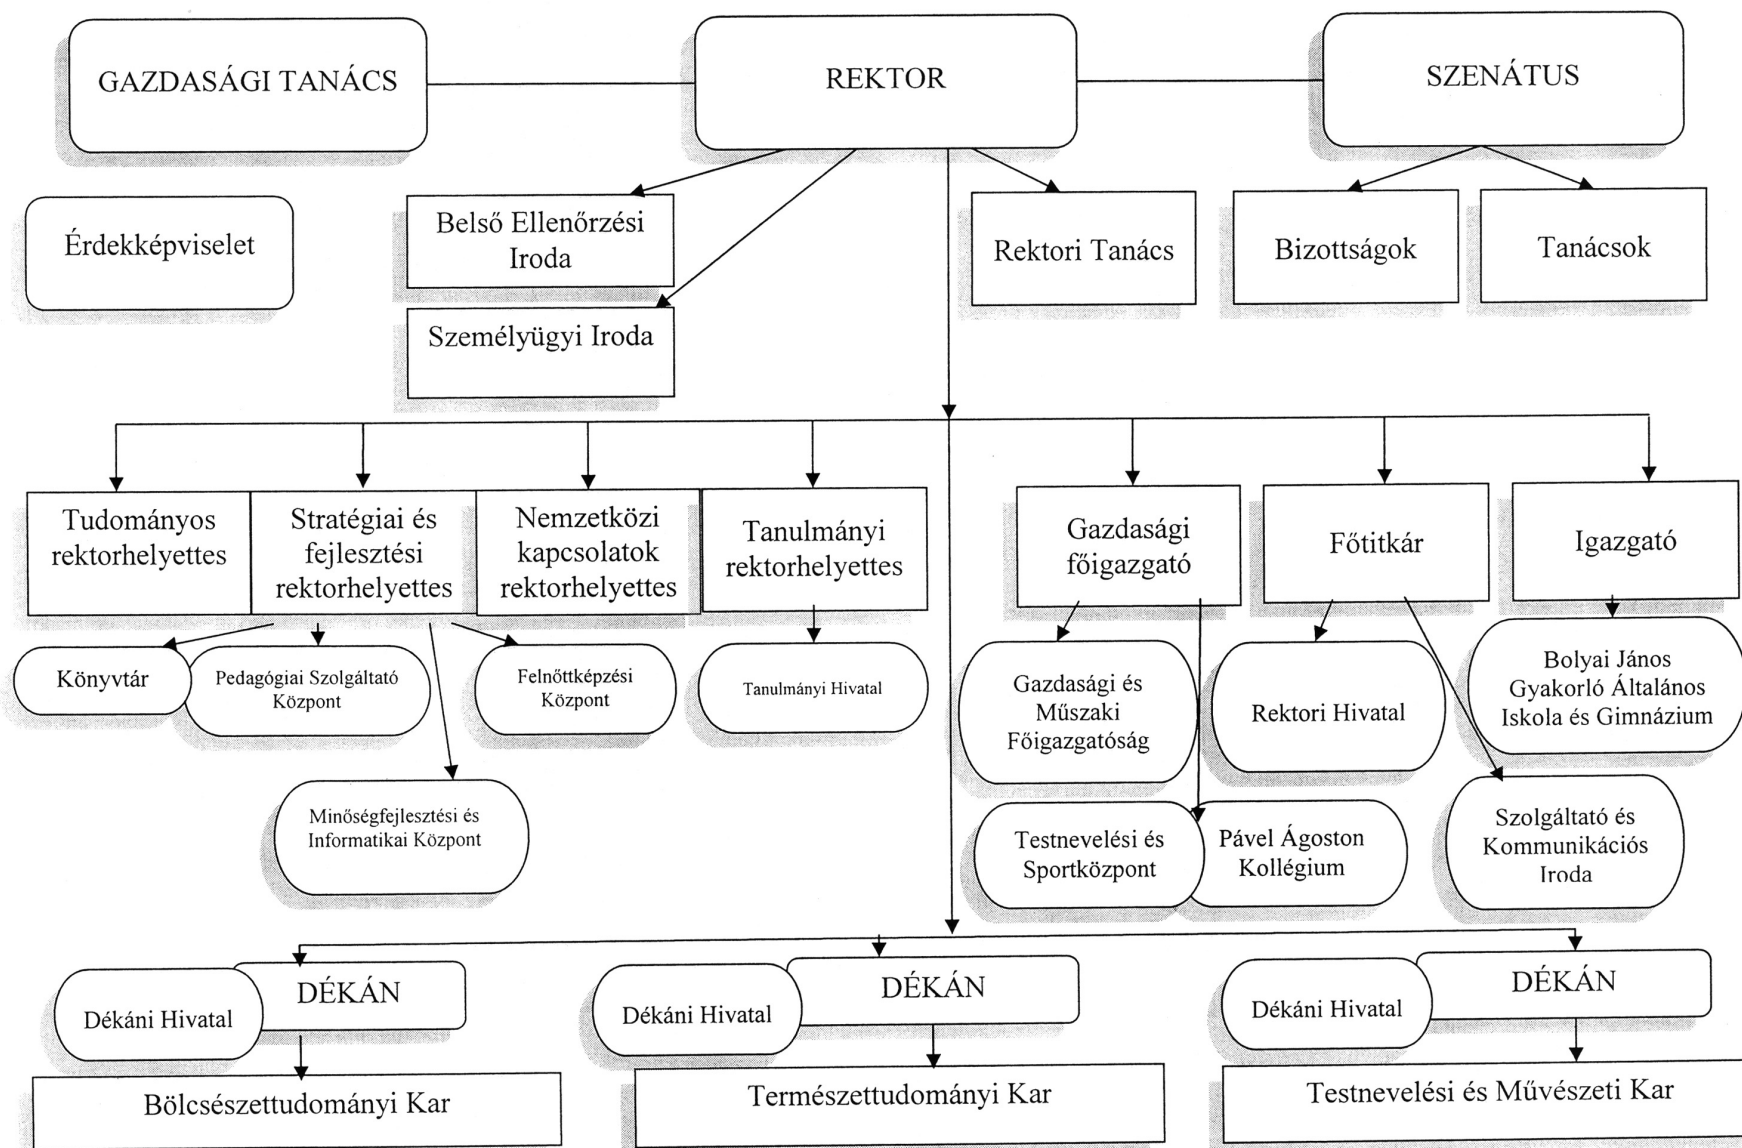 GAZDASÁGI TANÁCS
REKTOR
SZENÁTUS
Érdekképviselet
Belső Ellenőrzési
Iroda
Rektori Tanács
Bizottságok
Tanácsok
Személyügyi Iroda
Tudományos
rektorhelyettes
Stratégiai és
fejlesztési
rektorhelyettes
Nemzetközi
kapcsolatok
rektorhelyettes
Tanulmányi
rektorhelyettes
Gazdasági
főigazgató
Főtitkár
Igazgató
Könyvtár
Pedagógiai Szolgáltató
Központ
Felnőttképzési
Központ
Tanulmányi Hivatal
Gazdasági és
Műszaki
Főigazgatóság
Rektori Hivatal
Bolyai János
Gyakorló Általános
Iskola és Gimnázium
Minőségfejlesztési és
Informatikai Központ
Testnevelési és
Sportközpont
Pável Ágoston
Kollégium
Szolgáltató és
Kommunikációs
Iroda
Dékáni Hivatal
DÉKÁN
Dékáni Hivatal
DÉKÁN
Dékáni Hivatal
DÉKÁN
Bölcsészettudományi Kar
Természettudományi Kar
Testnevelési és Művészeti Kar